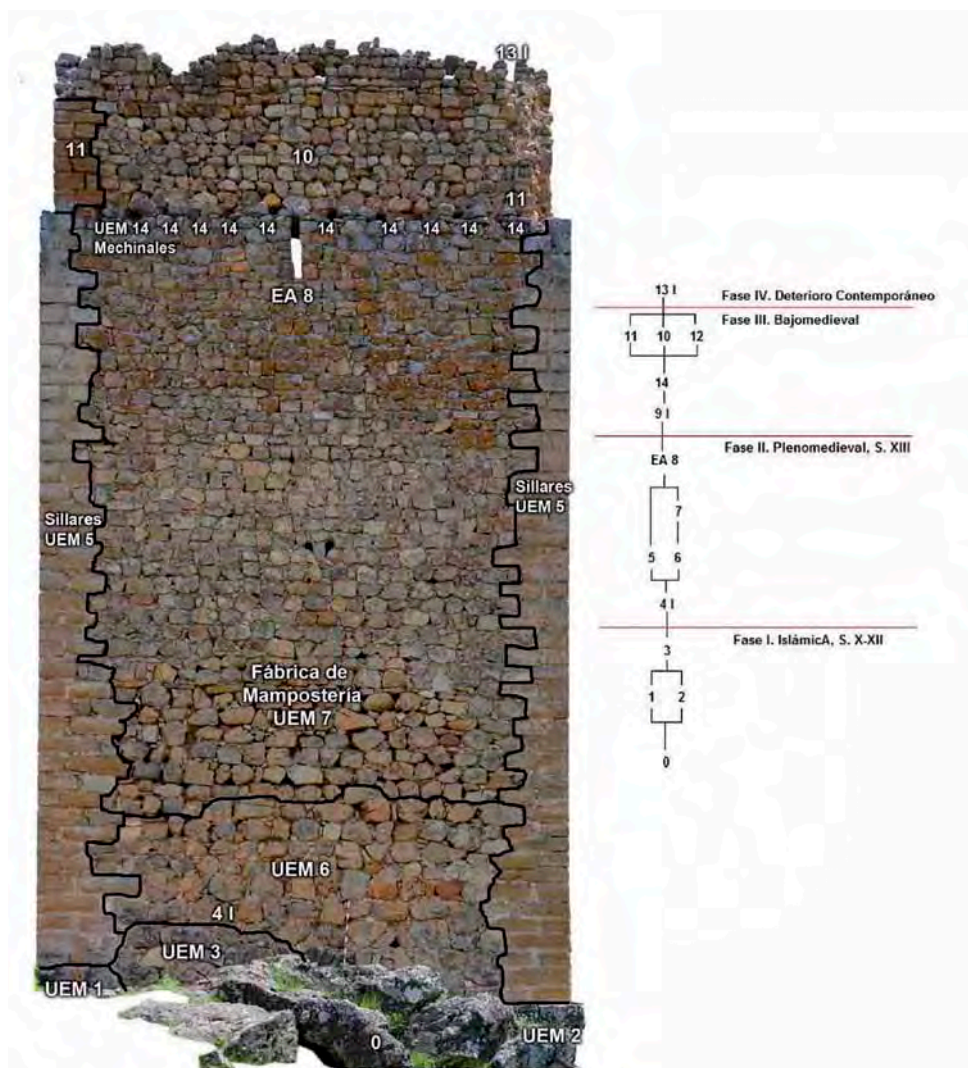 13 I
11
10
11
UEM 14 14 14 14 14 14 14 14 14 14
Mechinales
EA 8
Sillares
UEM 5
Sillares
UEM 5
Fábrica de
Mampostería
UEM 7
UEM 6
4 I
UEM 3
UEM 1
0
UEM 2
13 I
Fase IV. Deterioro Contemporáneo
Fase III. Bajomedieval
11 10 12
14
9 I
Fase II. Plenomedieval, S. XIII
EA 8
7
5 6
4 I
Fase I. IslámicA, S. X-XII
3
1 2
0